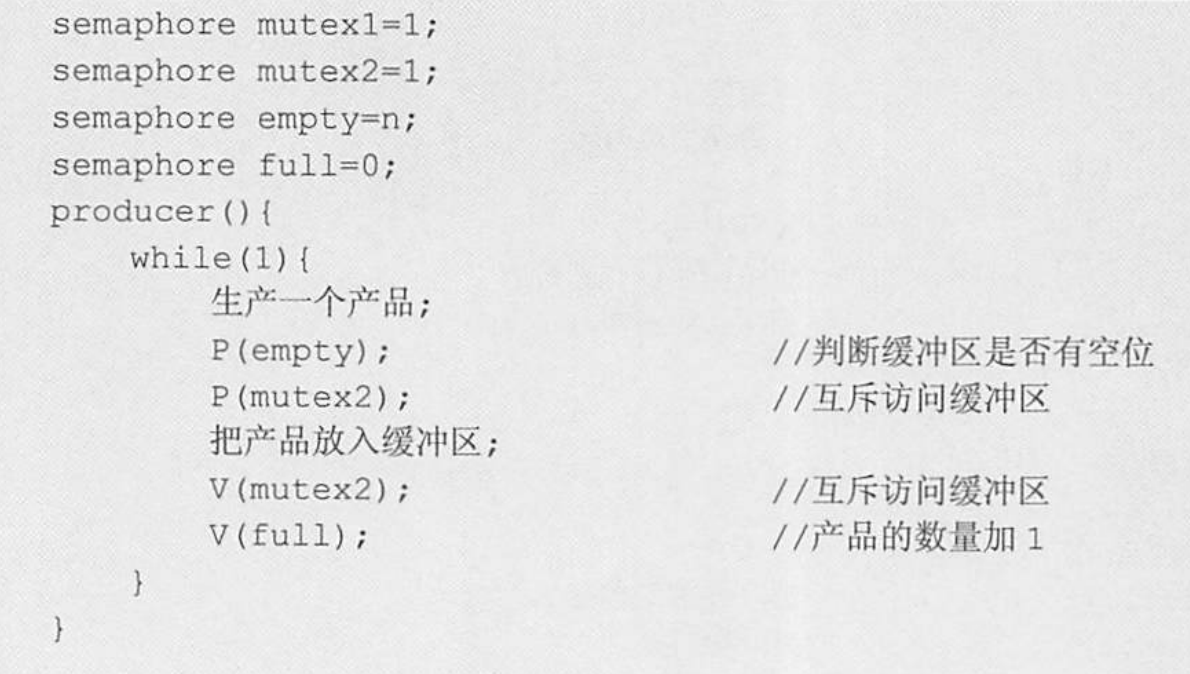 semaphore mutex1=1;
semaphore mutex2=1;
semaphore empty=n;
semaphore full=0;
producer(){
while(1){
生产一个产品;
P(empty); //判断缓冲区是否有空位
P(mutex2); //互斥访问缓冲区
把产品放入缓冲区;
V(mutex2); //互斥访问缓冲区
V(full); //产品的数量加1
}
}